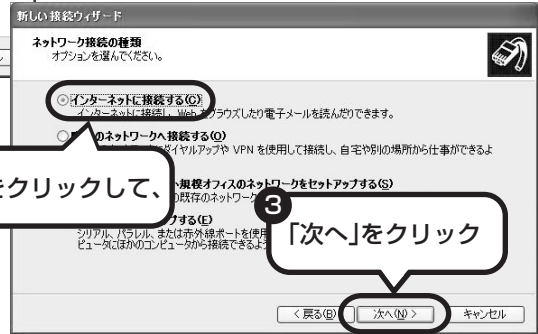 新しい接続ウィザード
ネットワーク接続の種類
オプションを選んでください。
インターネットに接続する(C)
インターネットに接続し、Web をブラウズしたり電子メールを読んだりできます。
のネットワークへ接続する(O)
ダイヤルアップや VPN を使用して接続し、自宅や別の場所から仕事ができるよ
をクリックして、
規模オフィスのネットワークをセットアップする(S)
の既存のネットワーク
❸
「次へ」をクリック
プする(E)
シリアル、パラレル、または赤外線ポートを使用
ピュータにほかのコンピュータから接続できるよ
< 戻る(B)
次へ(N) >
キャンセル